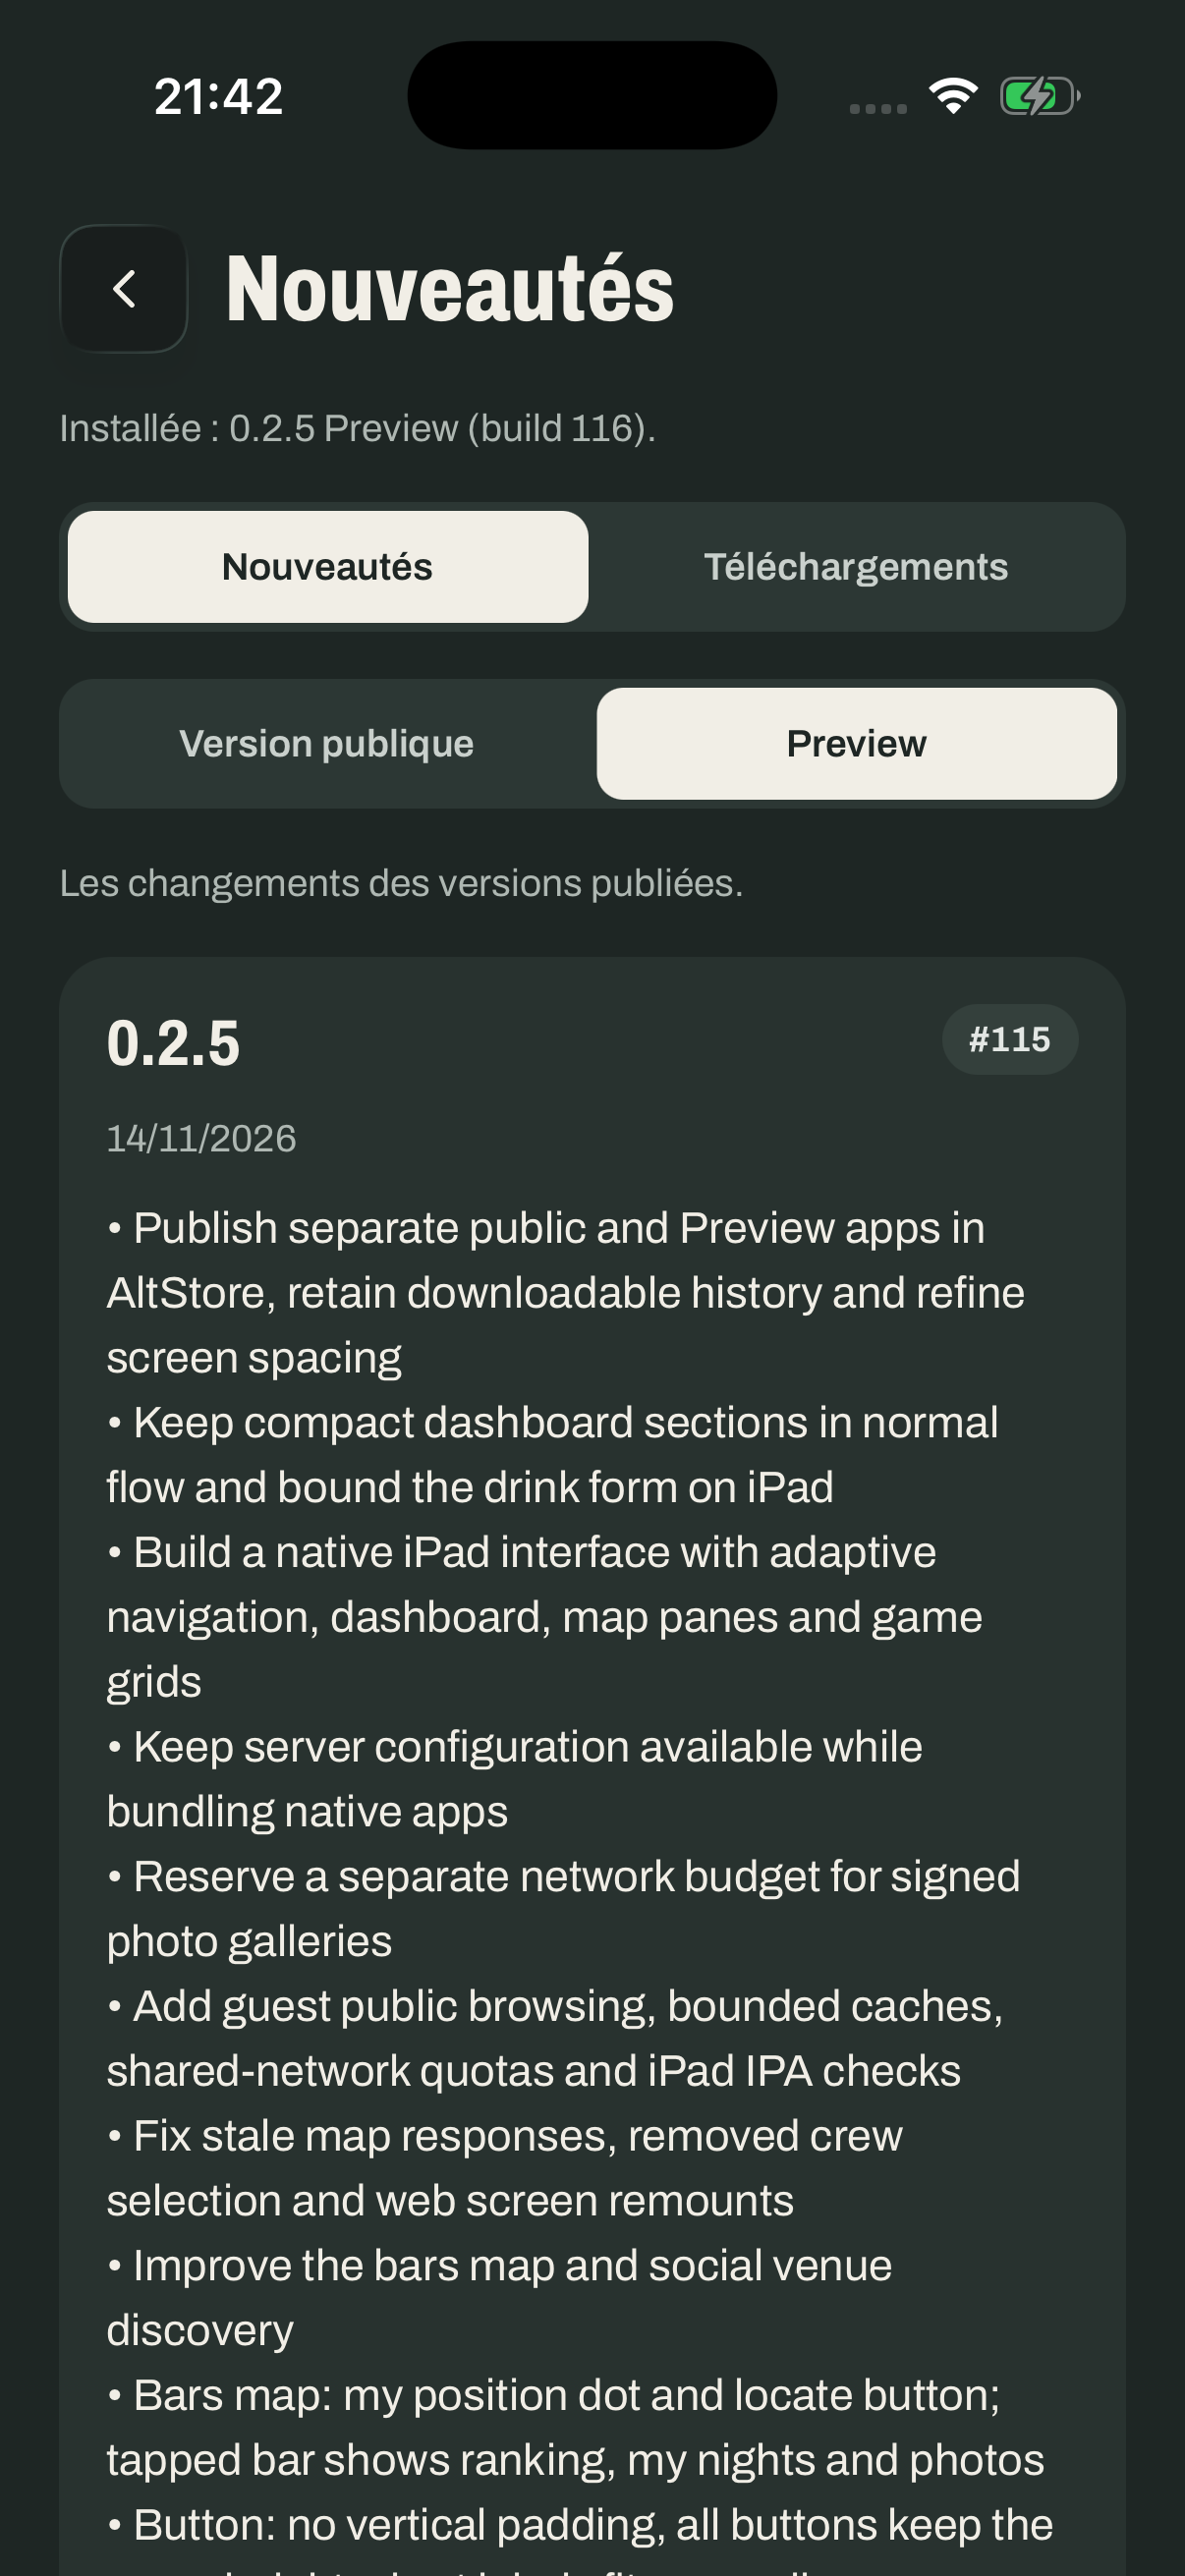 21:42
Nouveautés
Installée : 0.2.5 Preview (build 116).
Nouveautés
Téléchargements
Version publique
Preview
Les changements des versions publiées.
0.2.5
#115
14/11/2026
• Publish separate public and Preview apps in
AltStore, retain downloadable history and refine
screen spacing
• Keep compact dashboard sections in normal
flow and bound the drink form on iPad
• Build a native iPad interface with adaptive
navigation, dashboard, map panes and game
grids
• Keep server configuration available while
bundling native apps
• Reserve a separate network budget for signed
photo galleries
• Add guest public browsing, bounded caches,
shared-network quotas and iPad IPA checks
• Fix stale map responses, removed crew
selection and web screen remounts
• Improve the bars map and social venue
discovery
• Bars map: my position dot and locate button;
tapped bar shows ranking, my nights and photos
• Button: no vertical padding, all buttons keep the